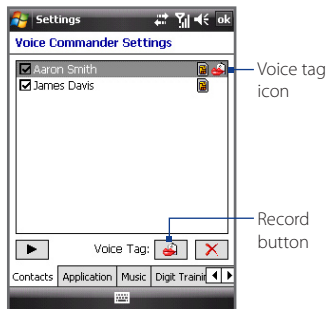 Settings
ok
Voice Commander Settings
Aaron Smith
James Davis
Voice tag
icon
Voice Tag:
Record
button
Contacts Application Music Digit Trainin